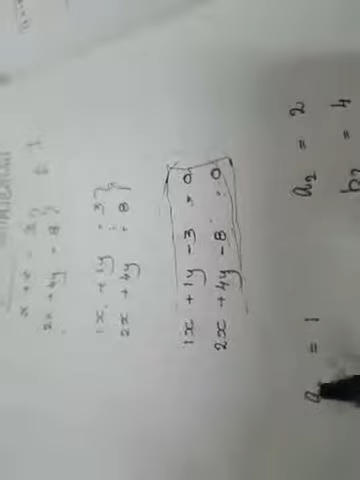 2x + 4y = 8}
1x + 1y = 3}
2x + 4y = 8}
1x + 1y - 3 = 0
2x + 4y - 8 = 0
a = 1 a₂ = 2
b₂ = 4